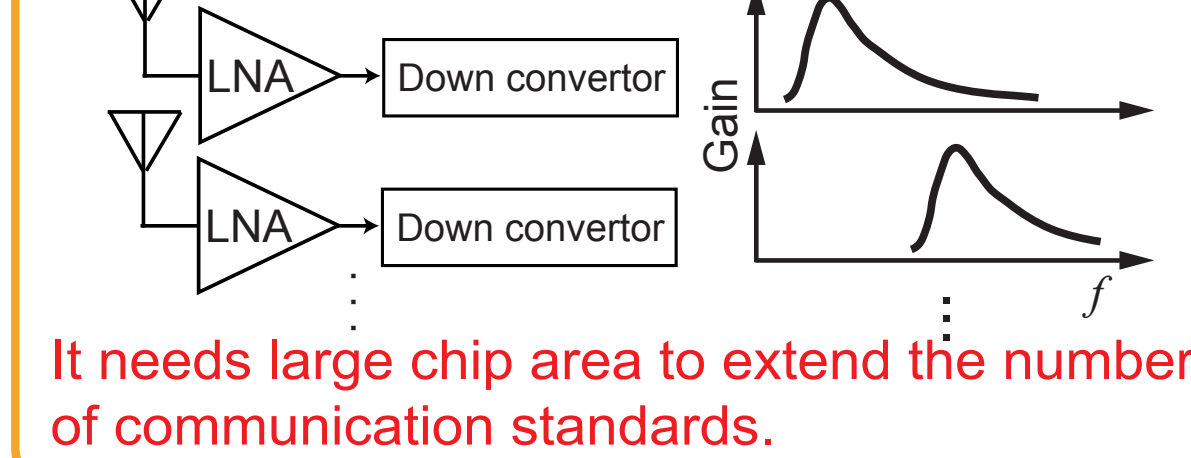 LNA Down convertor
Gain
LNA Down convertor
f
It needs large chip area to extend the number
of communication standards.